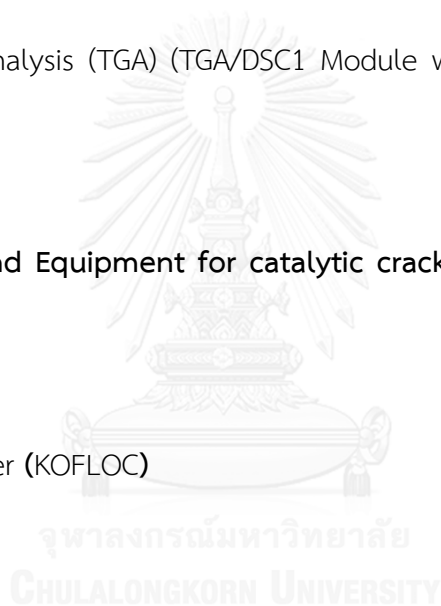 nalysis (TGA) (TGA/DSC1 Module w
nd Equipment for catalytic crack
er (KOFLOC)
จุฬาลงกรณ์มหาวิทยาลัย
CHULALONGKORN UNIVERSITY